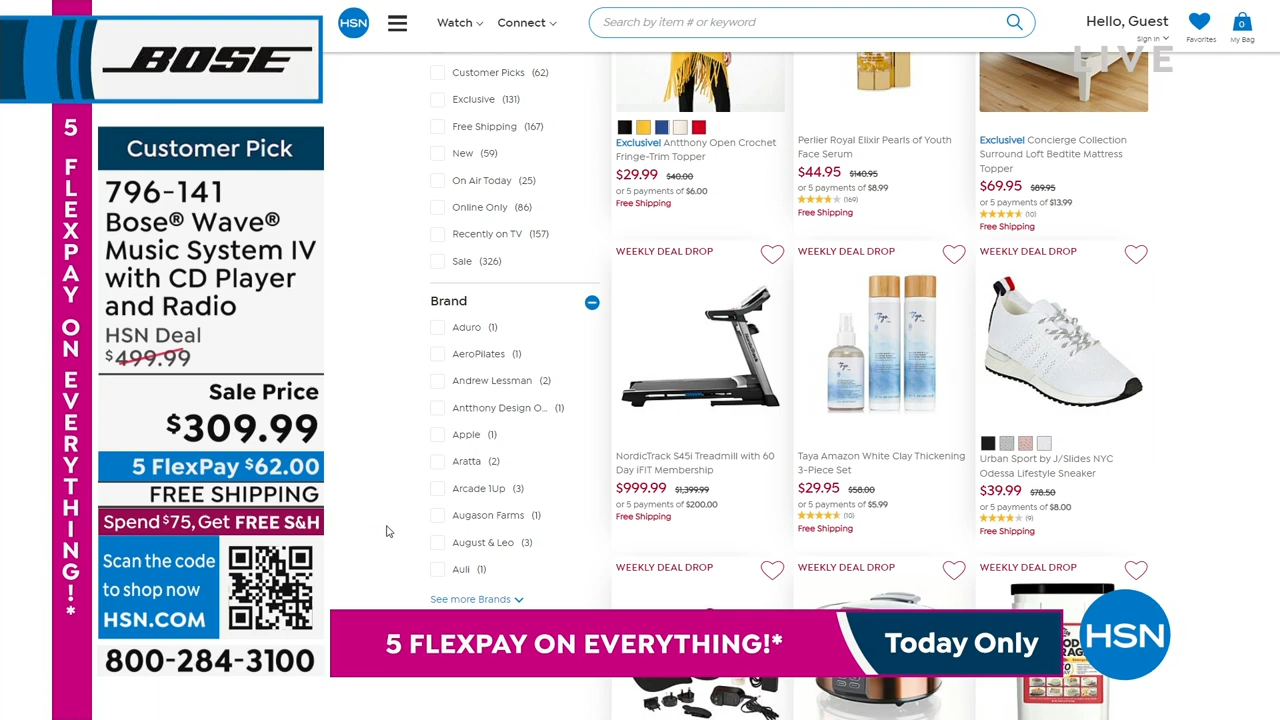 BOSE
5 FLEXPAY ON EVERYTHING!*
Customer Pick
796-141
Bose® Wave®
Music System IV
with CD Player
and Radio
HSN Deal
$499.99
Sale Price
$309.99
5 FlexPay $62.00
FREE SHIPPING
Spend $75, Get FREE S&H
Scan the code
to shop now
HSN.COM
800-284-3100
HSN
Watch
Connect
Search by item # or keyword
Hello, Guest
Sign In
Favorites
0
My Bag
LIVE
Customer Picks (62)
Exclusive (131)
Free Shipping (167)
New (59)
On Air Today (25)
Online Only (86)
Recently on TV (157)
Sale (326)
Brand
Aduro (1)
AeroPilates (1)
Andrew Lessman (2)
Antthony Design O... (1)
Apple (1)
Aratta (2)
Arcade 1Up (3)
Augason Farms (1)
August & Leo (3)
Auli (1)
See more Brands
Exclusive! Antthony Open Crochet
Fringe-Trim Topper
$29.99 $40.00
or 5 payments of $6.00
Free Shipping
Perlier Royal Elixir Pearls of Youth
Face Serum
$44.95 $140.95
or 5 payments of $8.99
(169)
Free Shipping
Exclusive! Concierge Collection
Surround Loft Bedtite Mattress
Topper
$69.95 $89.95
or 5 payments of $13.99
(10)
Free Shipping
WEEKLY DEAL DROP
NordicTrack S45i Treadmill with 60
Day iFIT Membership
$999.99 $1,399.99
or 5 payments of $200.00
Free Shipping
WEEKLY DEAL DROP
Taya
Taya
Taya Amazon White Clay Thickening
3-Piece Set
$29.95 $58.00
or 5 payments of $5.99
(10)
Free Shipping
WEEKLY DEAL DROP
Urban Sport by J/Slides NYC
Odessa Lifestyle Sneaker
$39.99 $78.50
or 5 payments of $8.00
(9)
Free Shipping
WEEKLY DEAL DROP
WEEKLY DEAL DROP
WEEKLY DEAL DROP
5 FLEXPAY ON EVERYTHING!*
Today Only
HSN